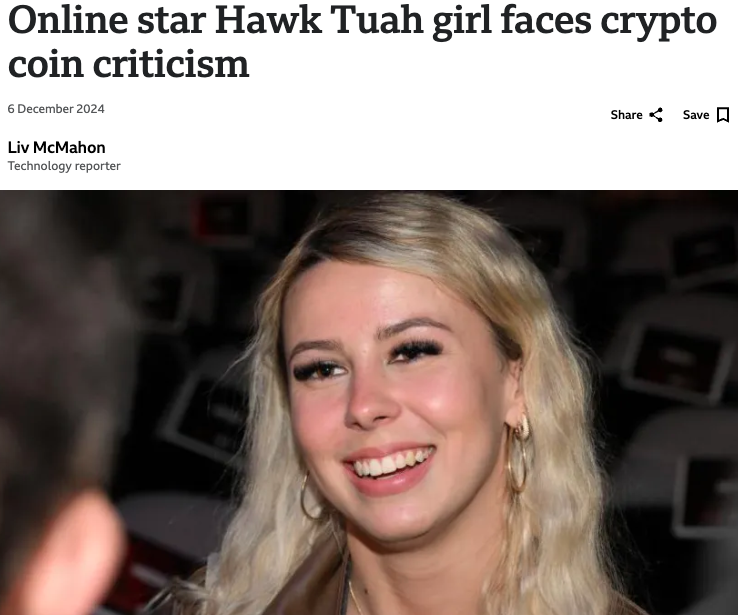 Online star Hawk Tuah girl faces crypto
coin criticism
6 December 2024
Share
Save
Liv McMahon
Technology reporter